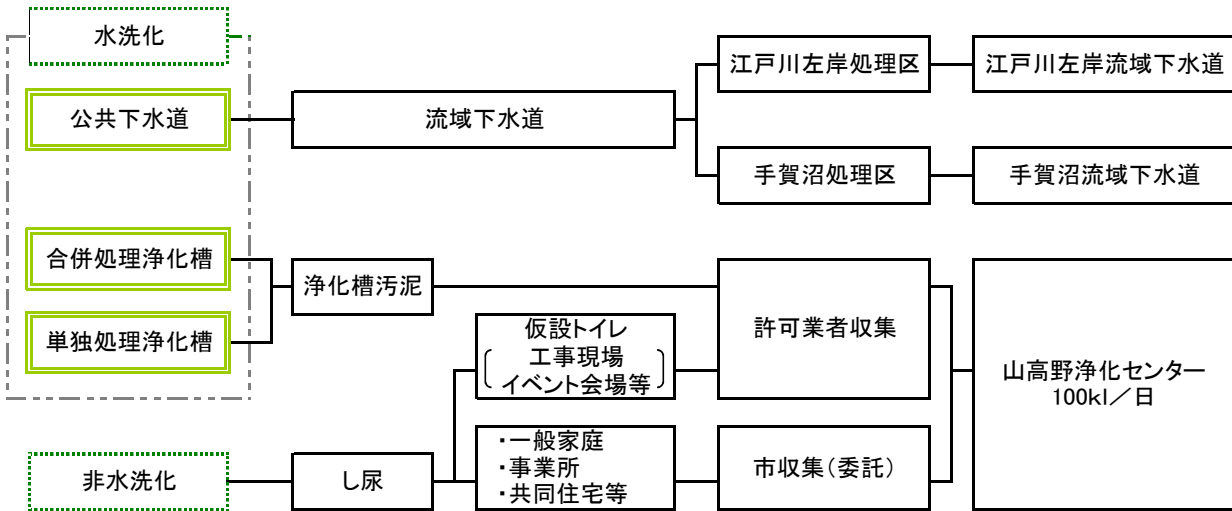 水洗化
公共下水道
流域下水道
江戸川左岸処理区
江戸川左岸流域下水道
手賀沼処理区
手賀沼流域下水道
合併処理浄化槽
単独処理浄化槽
浄化槽汚泥
仮設トイレ
工事現場
イベント会場等
許可業者収集
山高野浄化センター
100kl／日
非水洗化
し尿
・一般家庭
・事業所
・共同住宅等
市収集（委託）